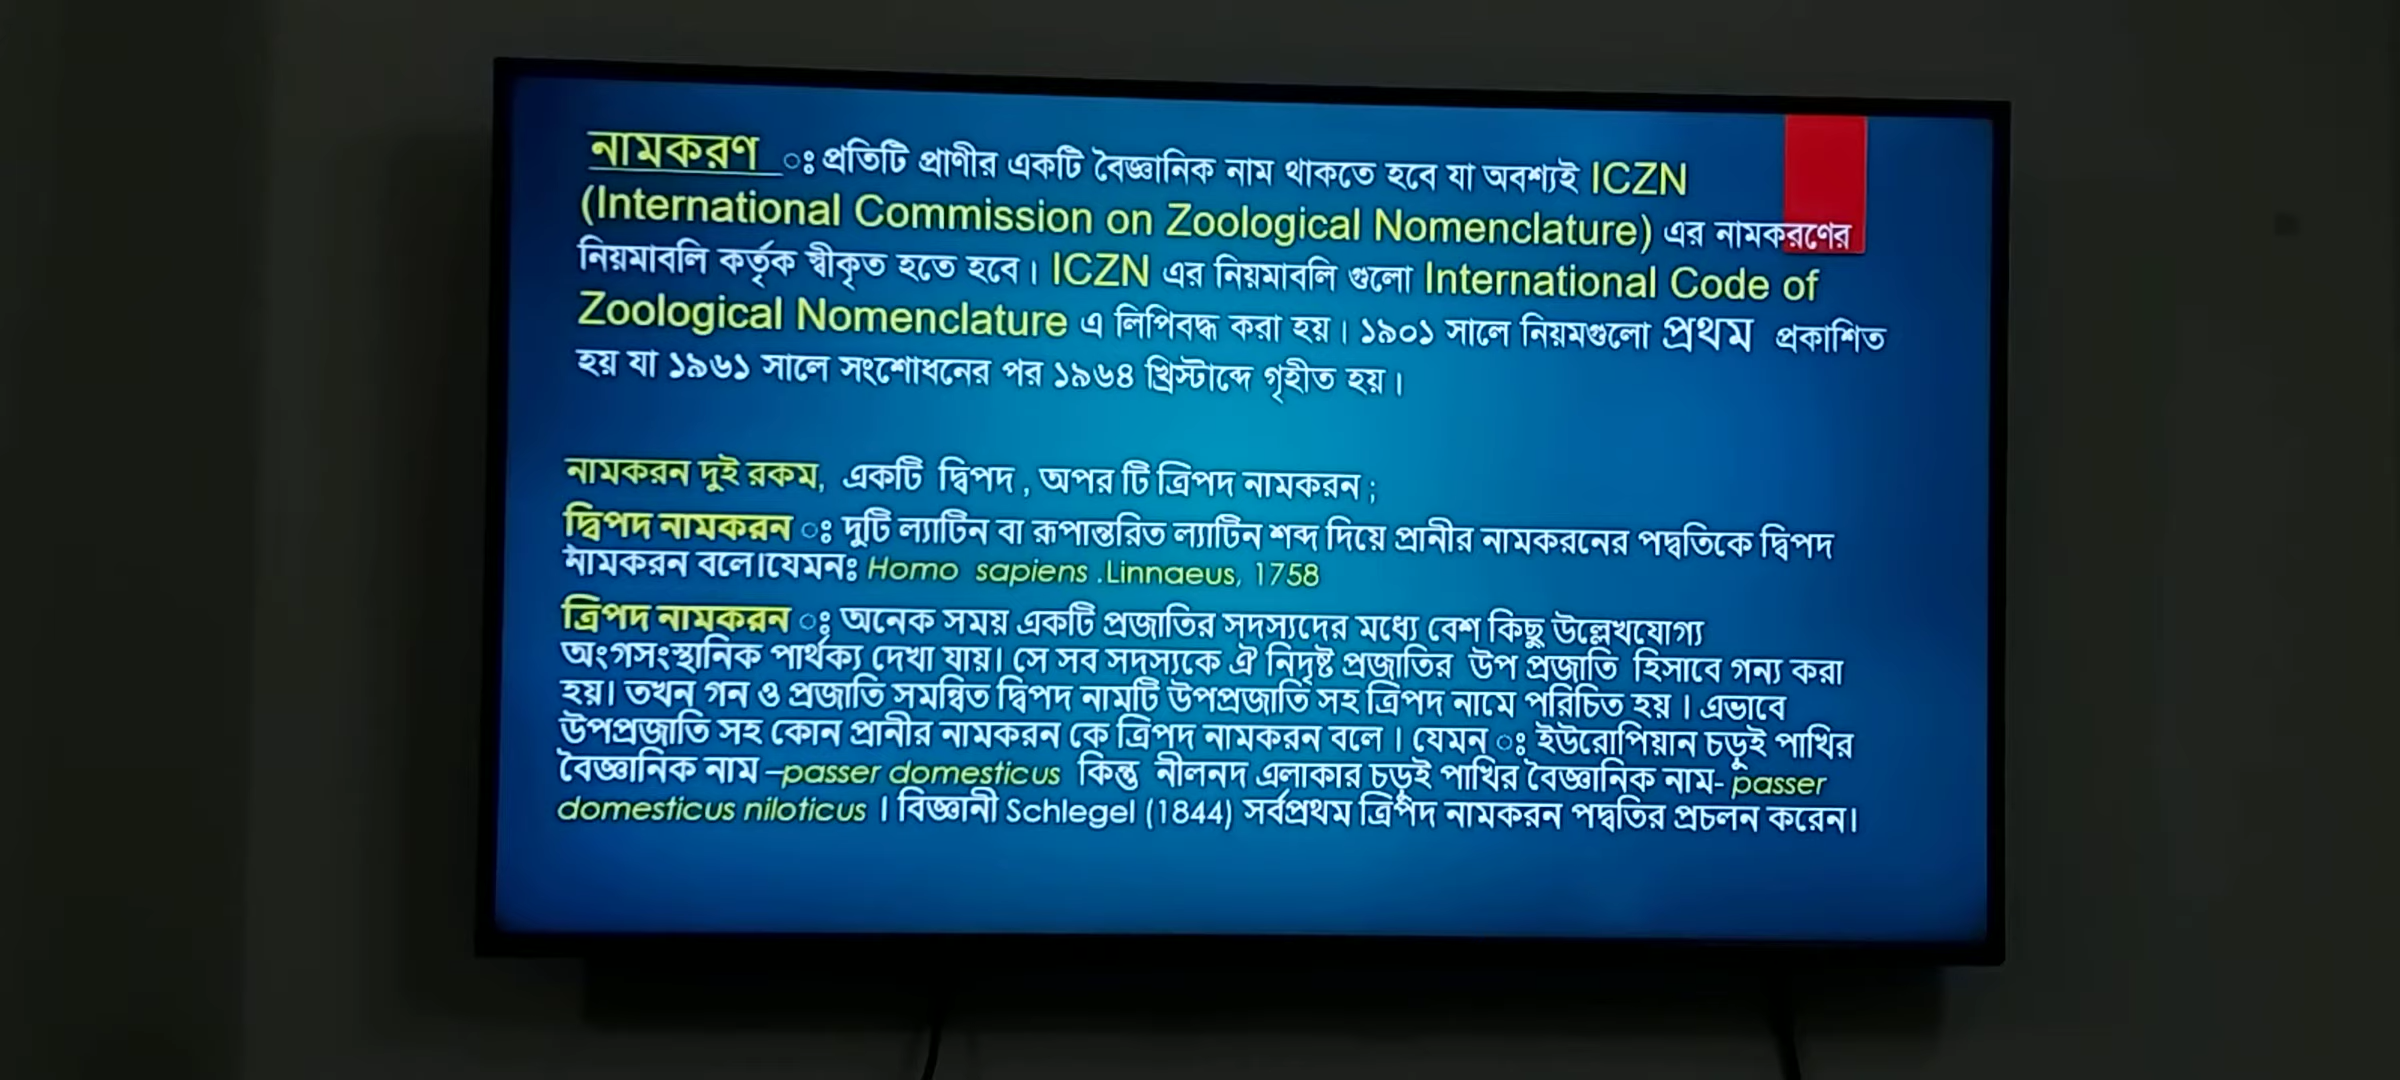 নামকরণ ঃ প্রতিটি প্রাণীর একটি বৈজ্ঞানিক নাম থাকতে হবে যা অবশ্যই ICZN
(International Commission on Zoological Nomenclature) এর নামকরণের
নিয়মাবলি কর্তৃক স্বীকৃত হতে হবে। ICZN এর নিয়মাবলি গুলো International Code of
Zoological Nomenclature এ লিপিবদ্ধ করা হয়। ১৯০১ সালে নিয়মগুলো প্রথম প্রকাশিত
হয় যা ১৯৬১ সালে সংশোধনের পর ১৯৬৪ খ্রিস্টাব্দে গৃহীত হয়।
নামকরন দুই রকম, একটি দ্বিপদ , অপর টি ত্রিপদ নামকরন ;
দ্বিপদ নামকরন ঃ দুটি ল্যাটিন বা রূপান্তরিত ল্যাটিন শব্দ দিয়ে প্রানীর নামকরনের পদ্বতিকে দ্বিপদ
নামকরন বলে।যেমনঃ Homo sapiens .Linnaeus, 1758
ত্রিপদ নামকরন ঃ অনেক সময় একটি প্রজাতির সদস্যদের মধ্যে বেশ কিছু উল্লেখযোগ্য
অংগসংস্থানিক পার্থক্য দেখা যায়। সে সব সদস্যকে ঐ নিদৃষ্ট প্রজাতির উপ প্রজাতি হিসাবে গন্য করা
হয়। তখন গন ও প্রজাতি সমন্বিত দ্বিপদ নামটি উপপ্রজাতি সহ ত্রিপদ নামে পরিচিত হয় । এভাবে
উপপ্রজাতি সহ কোন প্রানীর নামকরন কে ত্রিপদ নামকরন বলে । যেমন ঃ ইউরোপিয়ান চড়ুই পাখির
বৈজ্ঞানিক নাম –passer domesticus কিন্তু নীলনদ এলাকার চড়ুই পাখির বৈজ্ঞানিক নাম- passer
domesticus niloticus । বিজ্ঞানী Schlegel (1844) সর্বপ্রথম ত্রিপদ নামকরন পদ্বতির প্রচলন করেন।